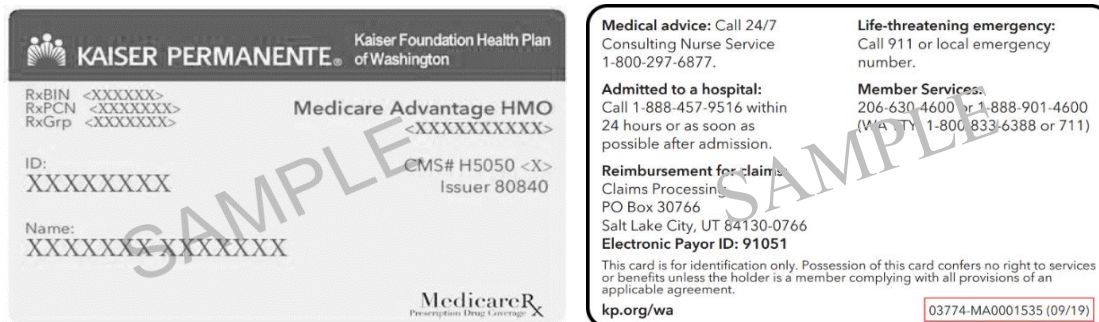 KAISER PERMANENTE®
Kaiser Foundation Health Plan
of Washington
RxBIN <XXXXXX>
RxPCN <XXXXXXX>
RxGrp <XXXXXXX>
Medicare Advantage HMO
<XXXXXXXXXX>
CMS# H5050 <X>
Issuer 80840
ID:
XXXXXXXX
Name:
XXXXXXX XXXXXXX
SAMPLE
MedicareRx
Prescription Drug Coverage
Medical advice: Call 24/7
Consulting Nurse Service
1-800-297-6877.
Admitted to a hospital:
Call 1-888-457-9516 within
24 hours or as soon as
possible after admission.
Reimbursement for claims:
Claims Processing
PO Box 30766
Salt Lake City, UT 84130-0766
Electronic Payor ID: 91051
Life-threatening emergency:
Call 911 or local emergency
number.
Member Services:
206-630-4600 or 1-888-901-4600
(WA TTY 1-800-833-6388 or 711)
SAMPLE
This card is for identification only. Possession of this card confers no right to services
or benefits unless the holder is a member complying with all provisions of an
applicable agreement.
kp.org/wa
03774-MA0001535 (09/19)